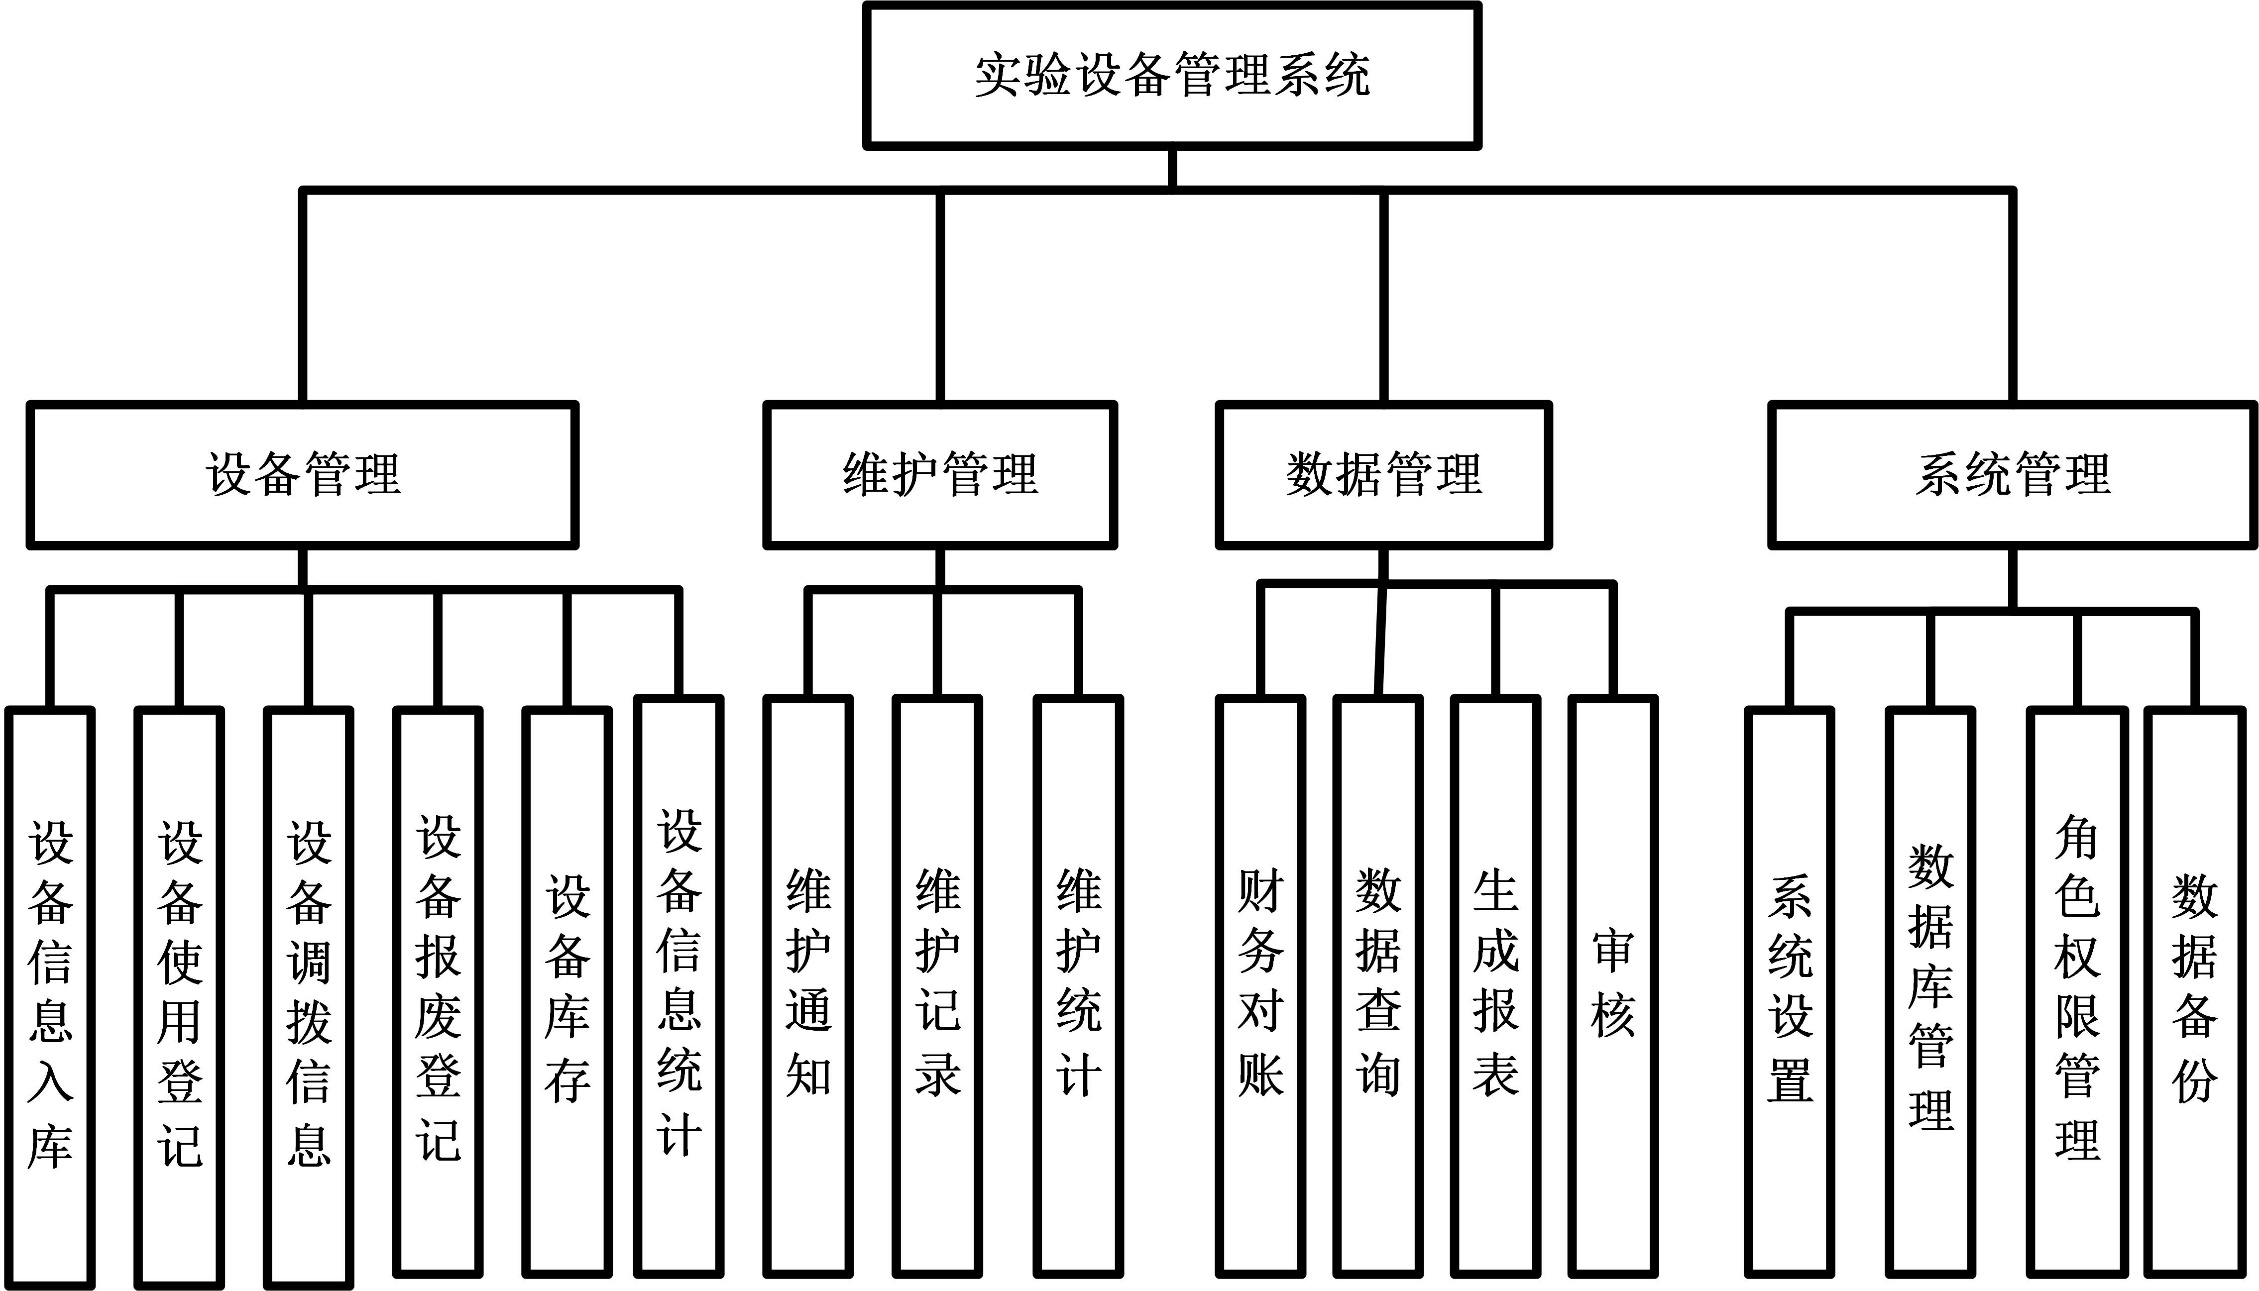 实验设备管理系统
设备管理
维护管理
数据管理
系统管理
设备信息入库
设备使用登记
设备调拨信息
设备报废登记
设备库存
设备信息统计
维护通知
维护记录
维护统计
财务对账
数据查询
生成报表
审核
系统设置
数据库管理
角色权限管理
数据备份